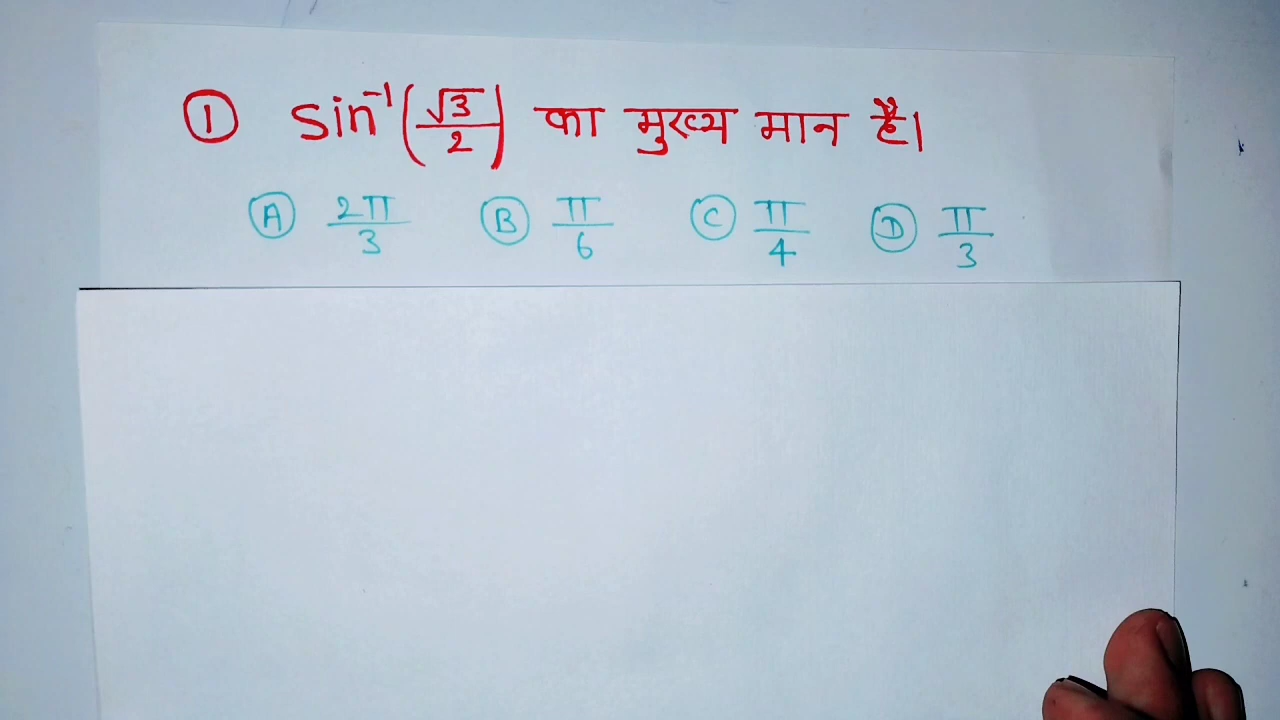 ① sin⁻¹(√3/2) का मुख्य मान है।
Ⓐ 2π/3 Ⓑ π/6 Ⓒ π/4 Ⓓ π/3